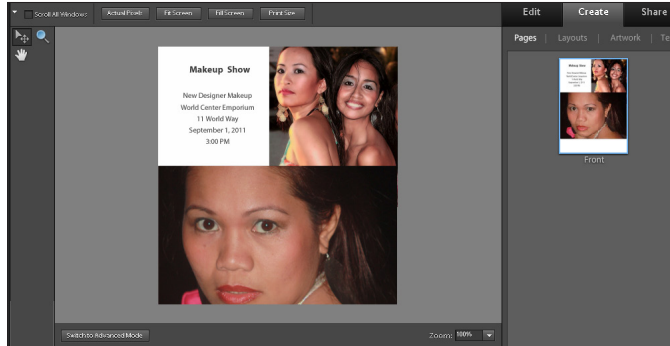 Scroll All Windows Actual Pixels Fit Screen Fill Screen Print Size
Edit Create Share
Pages | Layouts | Artwork |
Makeup Show
New Designer Makeup
World Center Emporium
11 World Way
September 1, 2011
3:00 PM
Makeup Show
Front
Switch to Advanced Mode
Zoom: 100%